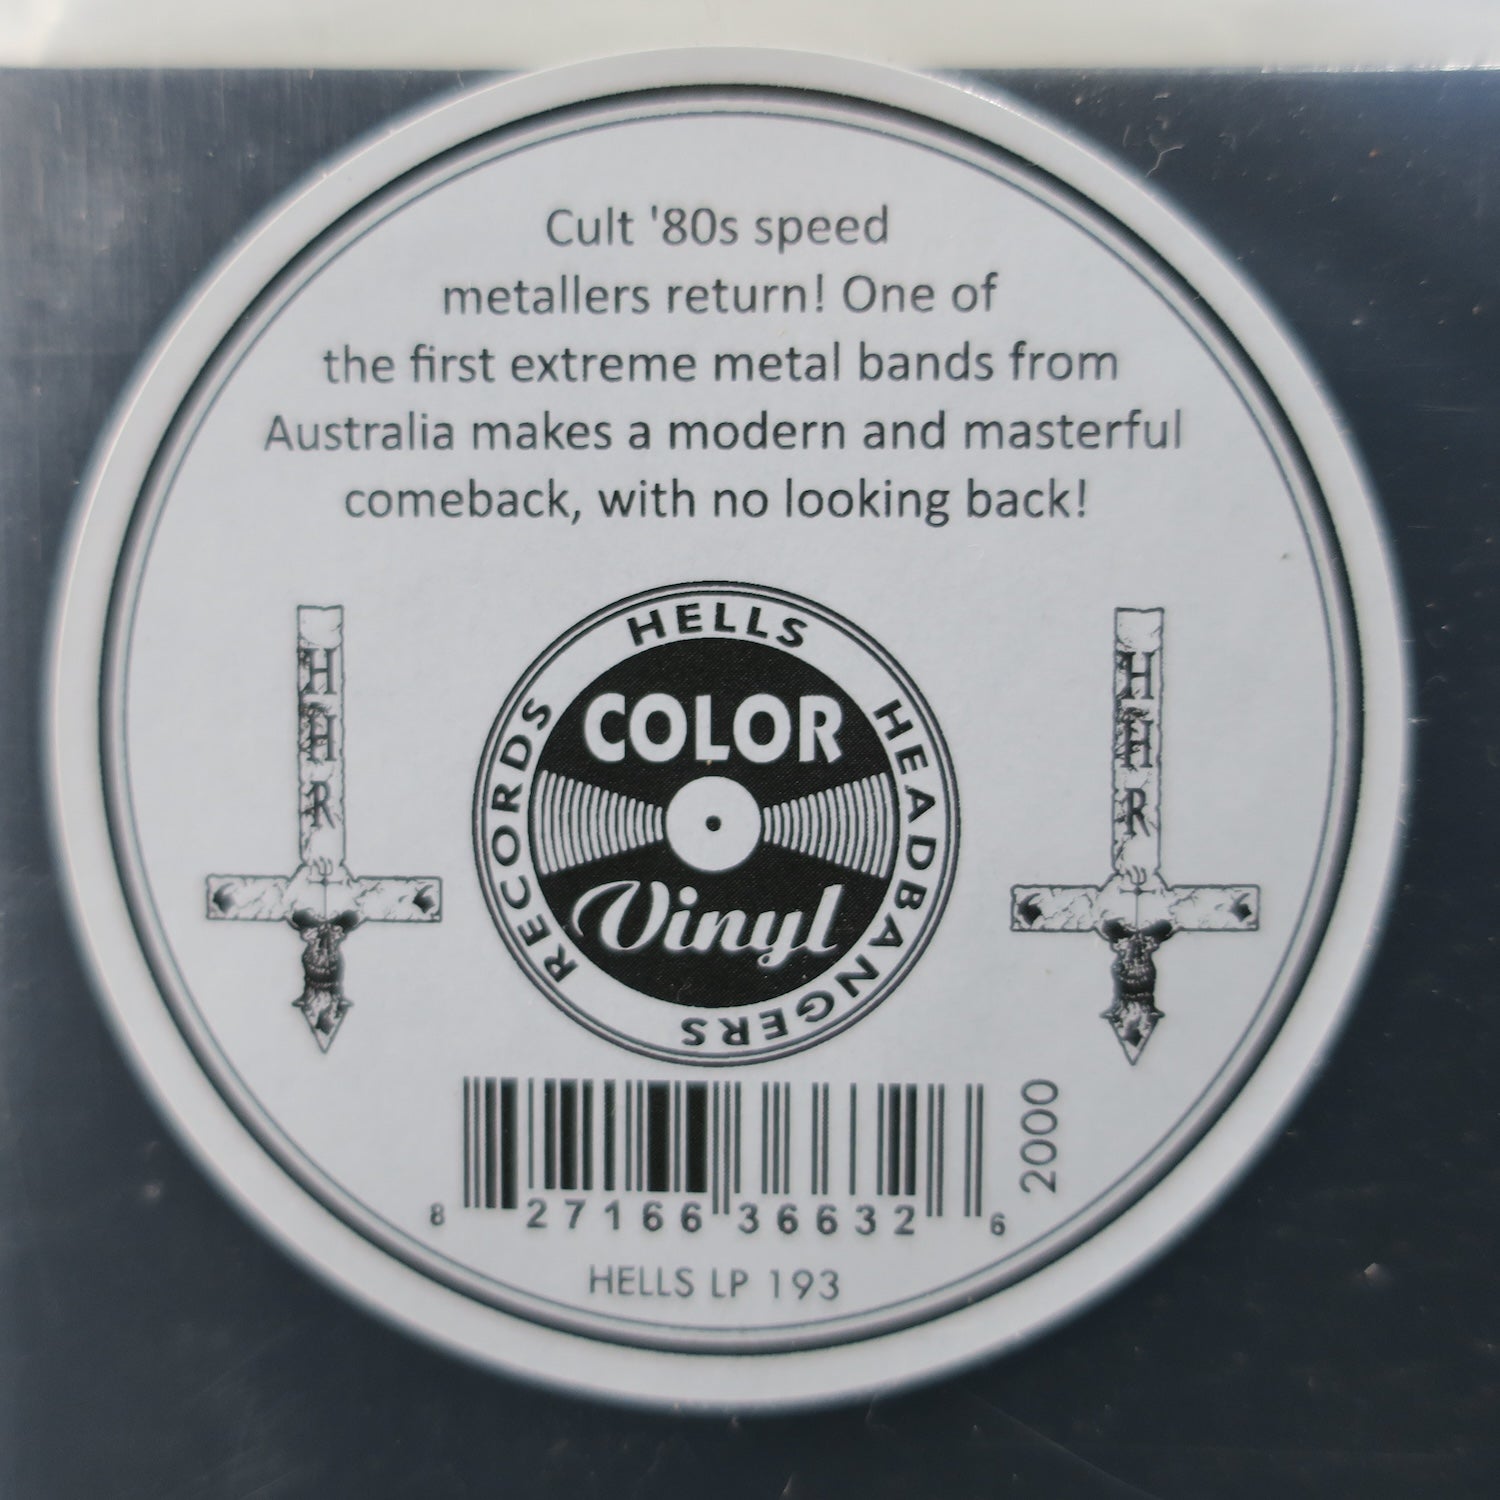 Cult '80s speed
metallers return! One of
the first extreme metal bands from
Australia makes a modern and masterful
comeback, with no looking back!
HHR
HELLS HEADBANGERS RECORDS
COLOR
Vinyl
HHR
8 27166 36632 6
2000
HELLS LP 193